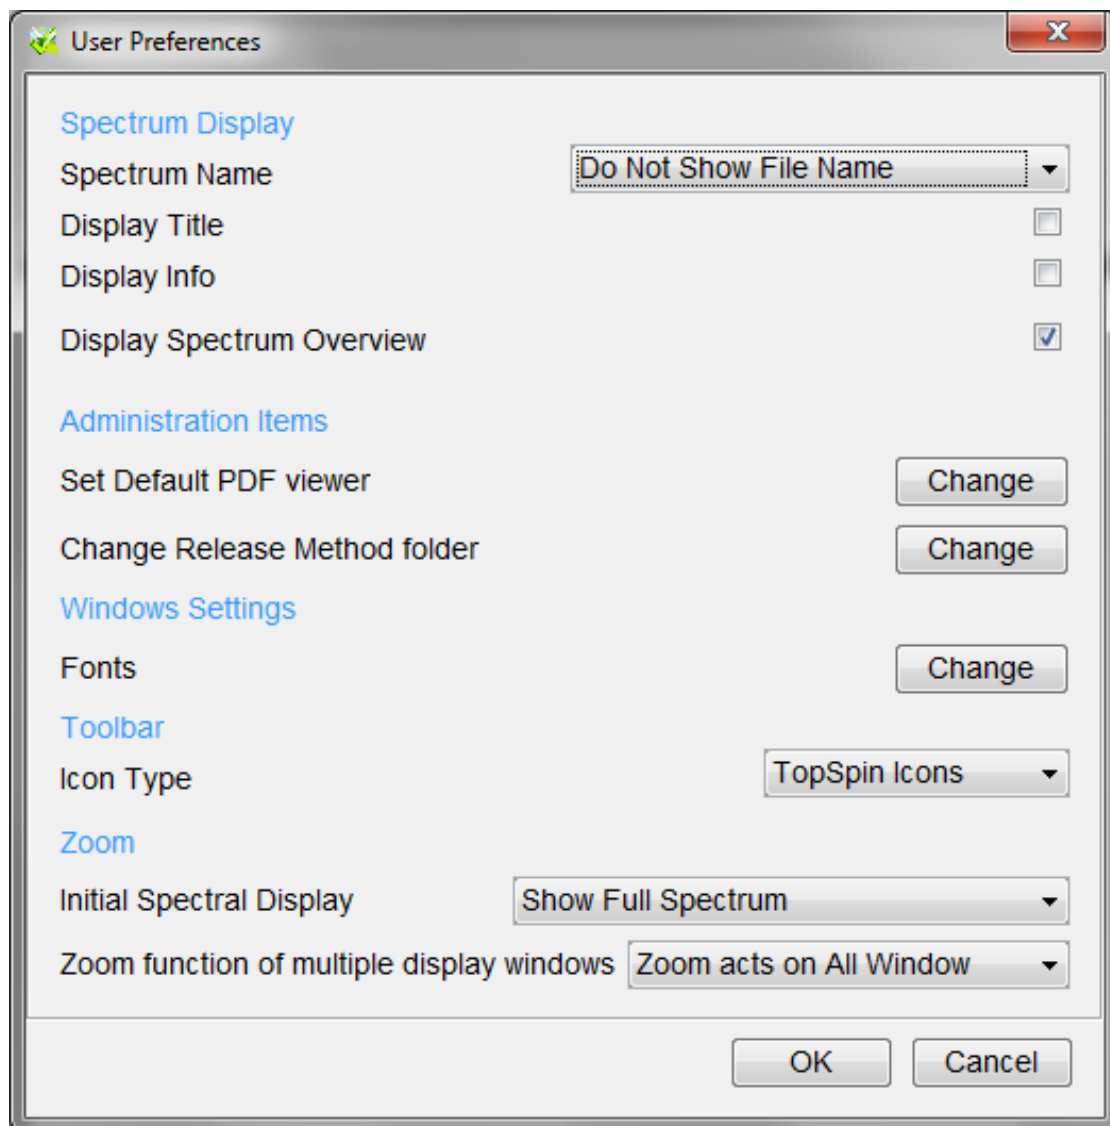 User Preferences
Spectrum Display
Spectrum Name Do Not Show File Name
Display Title
Display Info
Display Spectrum Overview
Administration Items
Set Default PDF viewer Change
Change Release Method folder Change
Windows Settings
Fonts Change
Toolbar
Icon Type TopSpin Icons
Zoom
Initial Spectral Display Show Full Spectrum
Zoom function of multiple display windows Zoom acts on All Window
OK Cancel